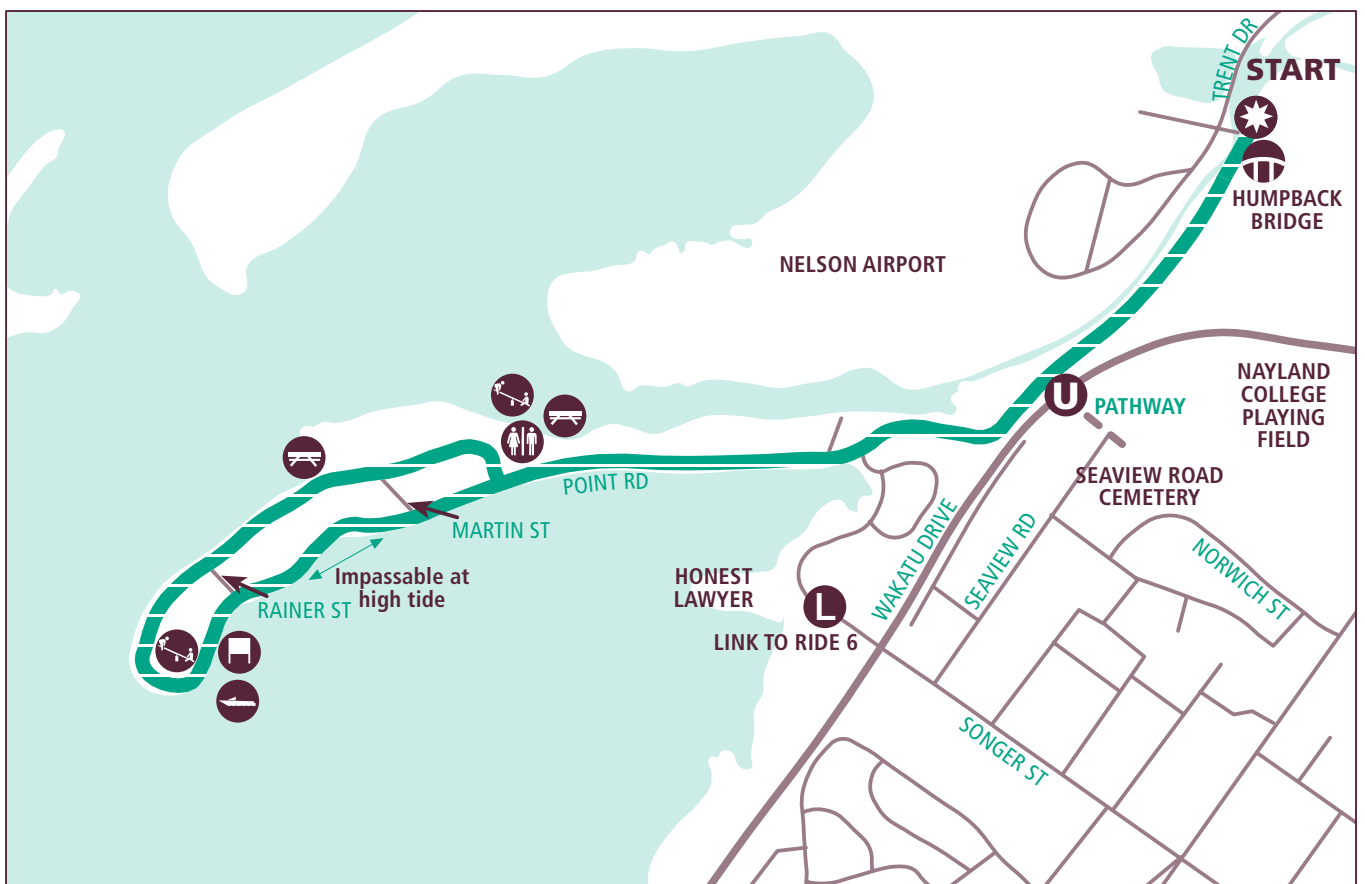 TRENT DR
START
HUMPBACK
BRIDGE
NELSON AIRPORT
NAYLAND
COLLEGE
PLAYING
FIELD
U
PATHWAY
SEAVIEW ROAD
CEMETERY
POINT RD
MARTIN ST
Impassable at
high tide
RAINER ST
HONEST
LAWYER
L
LINK TO RIDE 6
WAKATU DRIVE
SEAVIEW RD
NORWICH ST
SONGER ST